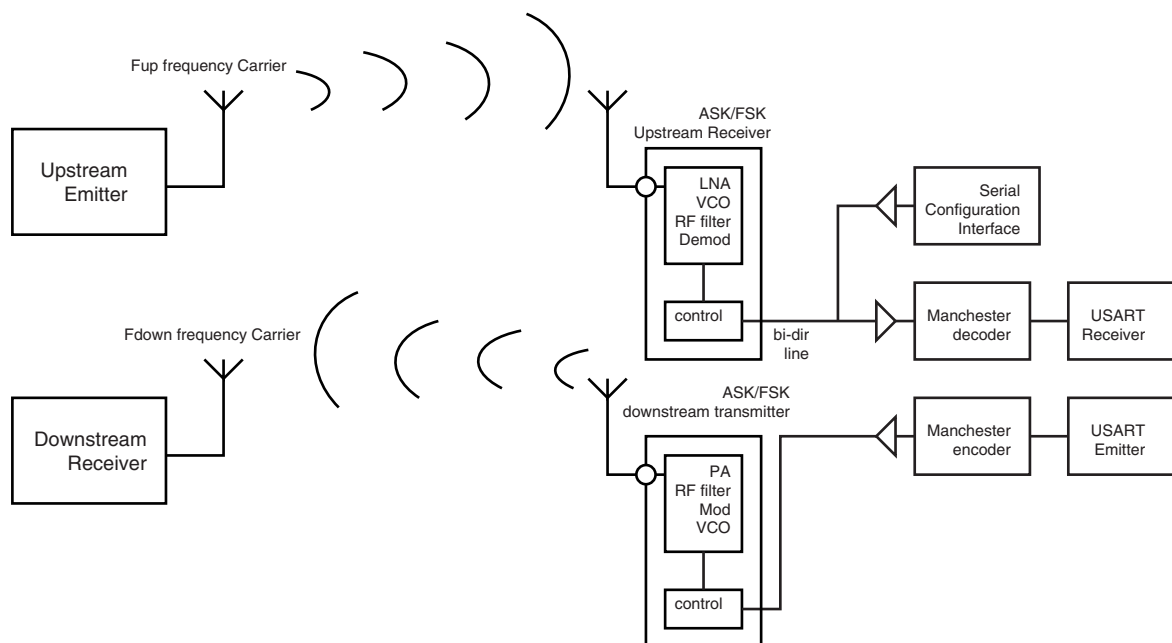 Fup frequency Carrier
Upstream
Emitter
ASK/FSK
Upstream Receiver
LNA
VCO
RF filter
Demod
control
bi-dir
line
Serial
Configuration
Interface
Manchester
decoder
USART
Receiver
Fdown frequency Carrier
Downstream
Receiver
ASK/FSK
downstream transmitter
PA
RF filter
Mod
VCO
control
Manchester
encoder
USART
Emitter